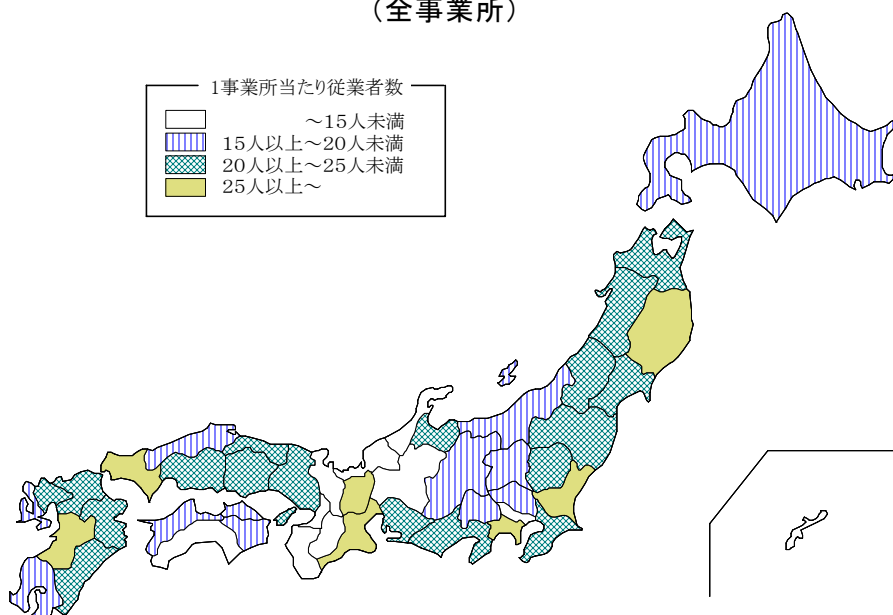 （全事業所）
1事業所当たり従業者数
～15人未満
15人以上～20人未満
20人以上～25人未満
25人以上～